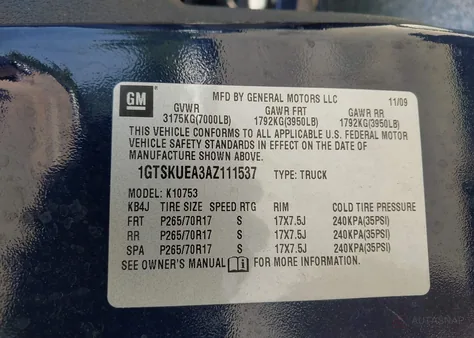 GM
MFD BY GENERAL MOTORS LLC 11/09
GVWR GAWR FRT GAWR RR
3175KG(7000LB) 1792KG(3950LB) 1792KG(3950LB)
THIS VEHICLE CONFORMS TO ALL APPLICABLE U.S. FEDERAL MOTOR
VEHICLE SAFETY STANDARDS IN EFFECT ON THE DATE OF
MANUFACTURE SHOWN ABOVE.
1GTSKUEA3AZ111537 TYPE: TRUCK
MODEL: K10753
KB4J TIRE SIZE SPEED RTG RIM COLD TIRE PRESSURE
FRT P265/70R17 S 17X7.5J 240KPA(35PSI)
RR P265/70R17 S 17X7.5J 240KPA(35PSI)
SPA P265/70R17 S 17X7.5J 240KPA(35PSI)
SEE OWNER'S MANUAL FOR MORE INFORMATION.
AUTOSNAP